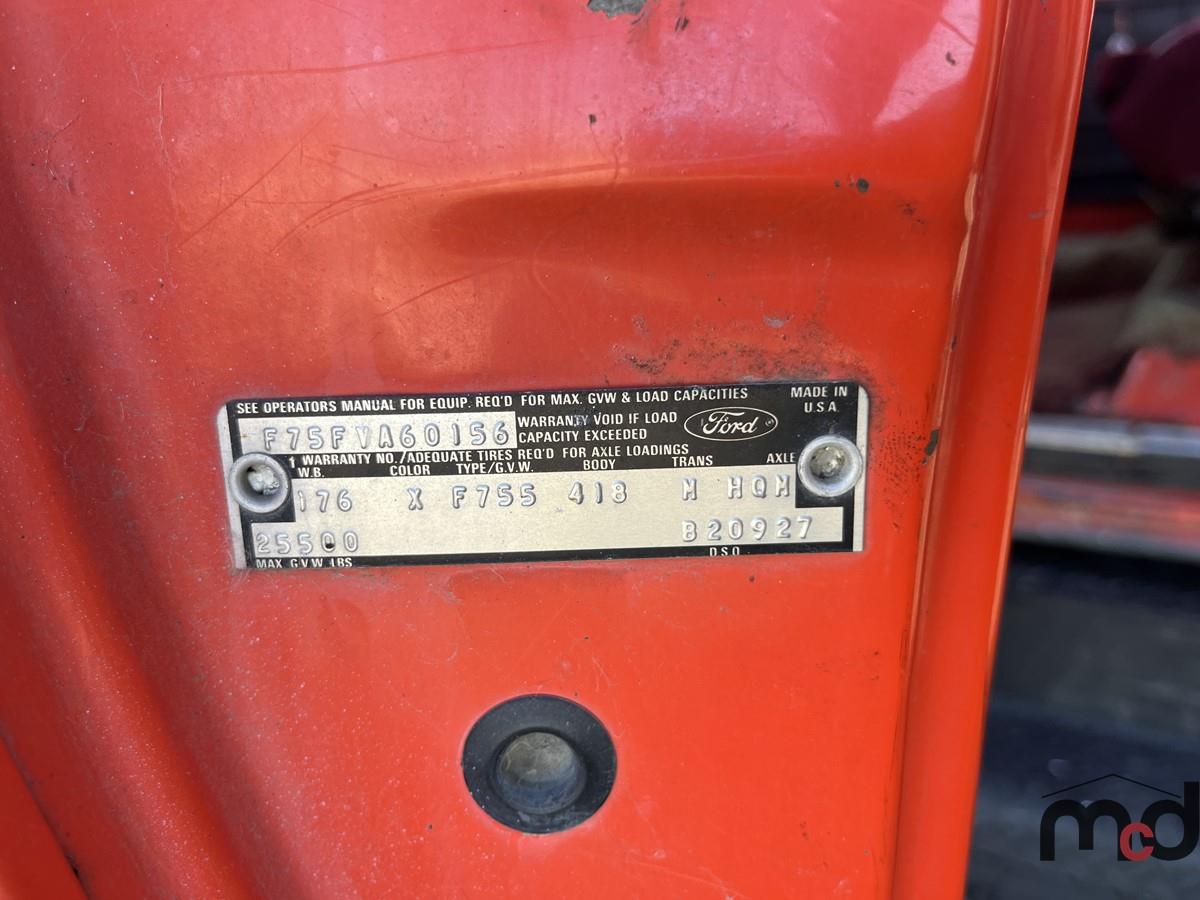 SEE OPERATORS MANUAL FOR EQUIP. REQ'D FOR MAX. GVW & LOAD CAPACITIES
MADE IN
U.S.A.
F75FVA60156
WARRANTY VOID IF LOAD
CAPACITY EXCEEDED
Ford
1 WARRANTY NO./ADEQUATE TIRES REQ'D FOR AXLE LOADINGS
W.B. COLOR TYPE/G.V.W. BODY TRANS AXLE
176 X F755 418 M HQM
25500 B20927
MAX. G.V.W. LBS D.S.O.
mcd